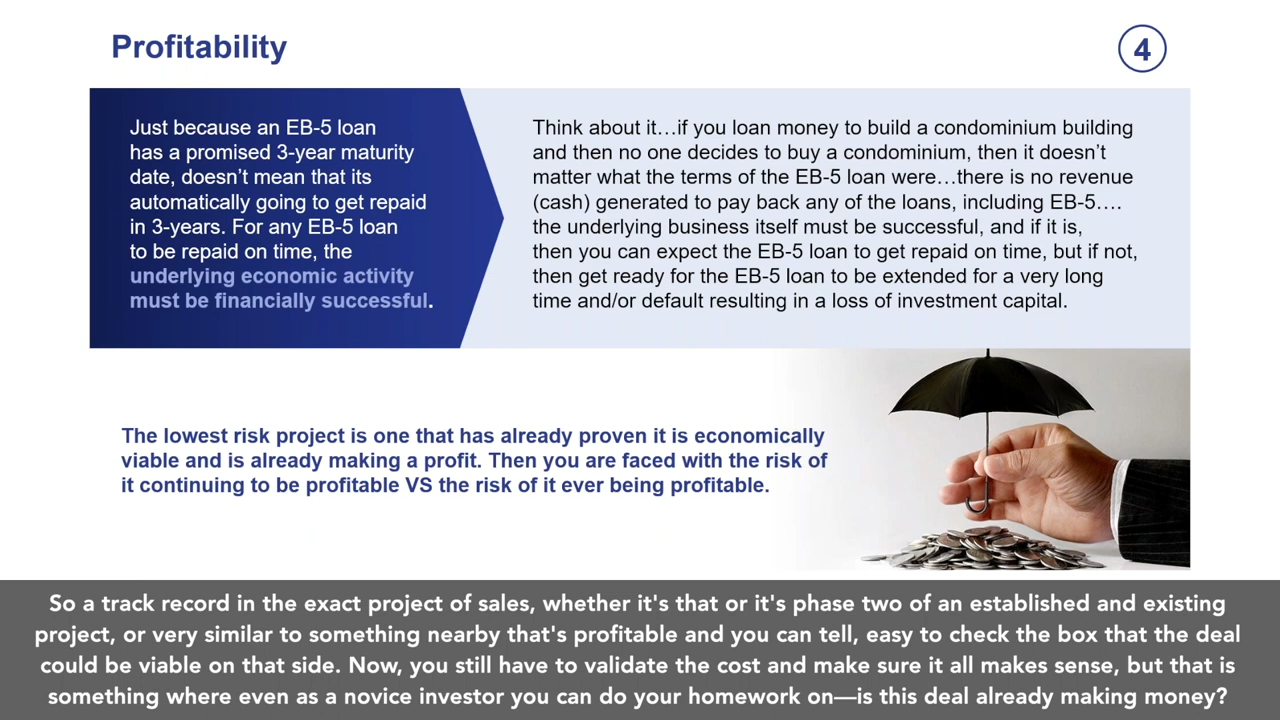 Profitability
4
Just because an EB-5 loan
has a promised 3-year maturity
date, doesn’t mean that its
automatically going to get repaid
in 3-years. For any EB-5 loan
to be repaid on time, the
underlying economic activity
must be financially successful.
Think about it…if you loan money to build a condominium building
and then no one decides to buy a condominium, then it doesn’t
matter what the terms of the EB-5 loan were…there is no revenue
(cash) generated to pay back any of the loans, including EB-5….
the underlying business itself must be successful, and if it is,
then you can expect the EB-5 loan to get repaid on time, but if not,
then get ready for the EB-5 loan to be extended for a very long
time and/or default resulting in a loss of investment capital.
The lowest risk project is one that has already proven it is economically
viable and is already making a profit. Then you are faced with the risk of
it continuing to be profitable VS the risk of it ever being profitable.
So a track record in the exact project of sales, whether it's that or it's phase two of an established and existing
project, or very similar to something nearby that's profitable and you can tell, easy to check the box that the deal
could be viable on that side. Now, you still have to validate the cost and make sure it all makes sense, but that is
something where even as a novice investor you can do your homework on—is this deal already making money?